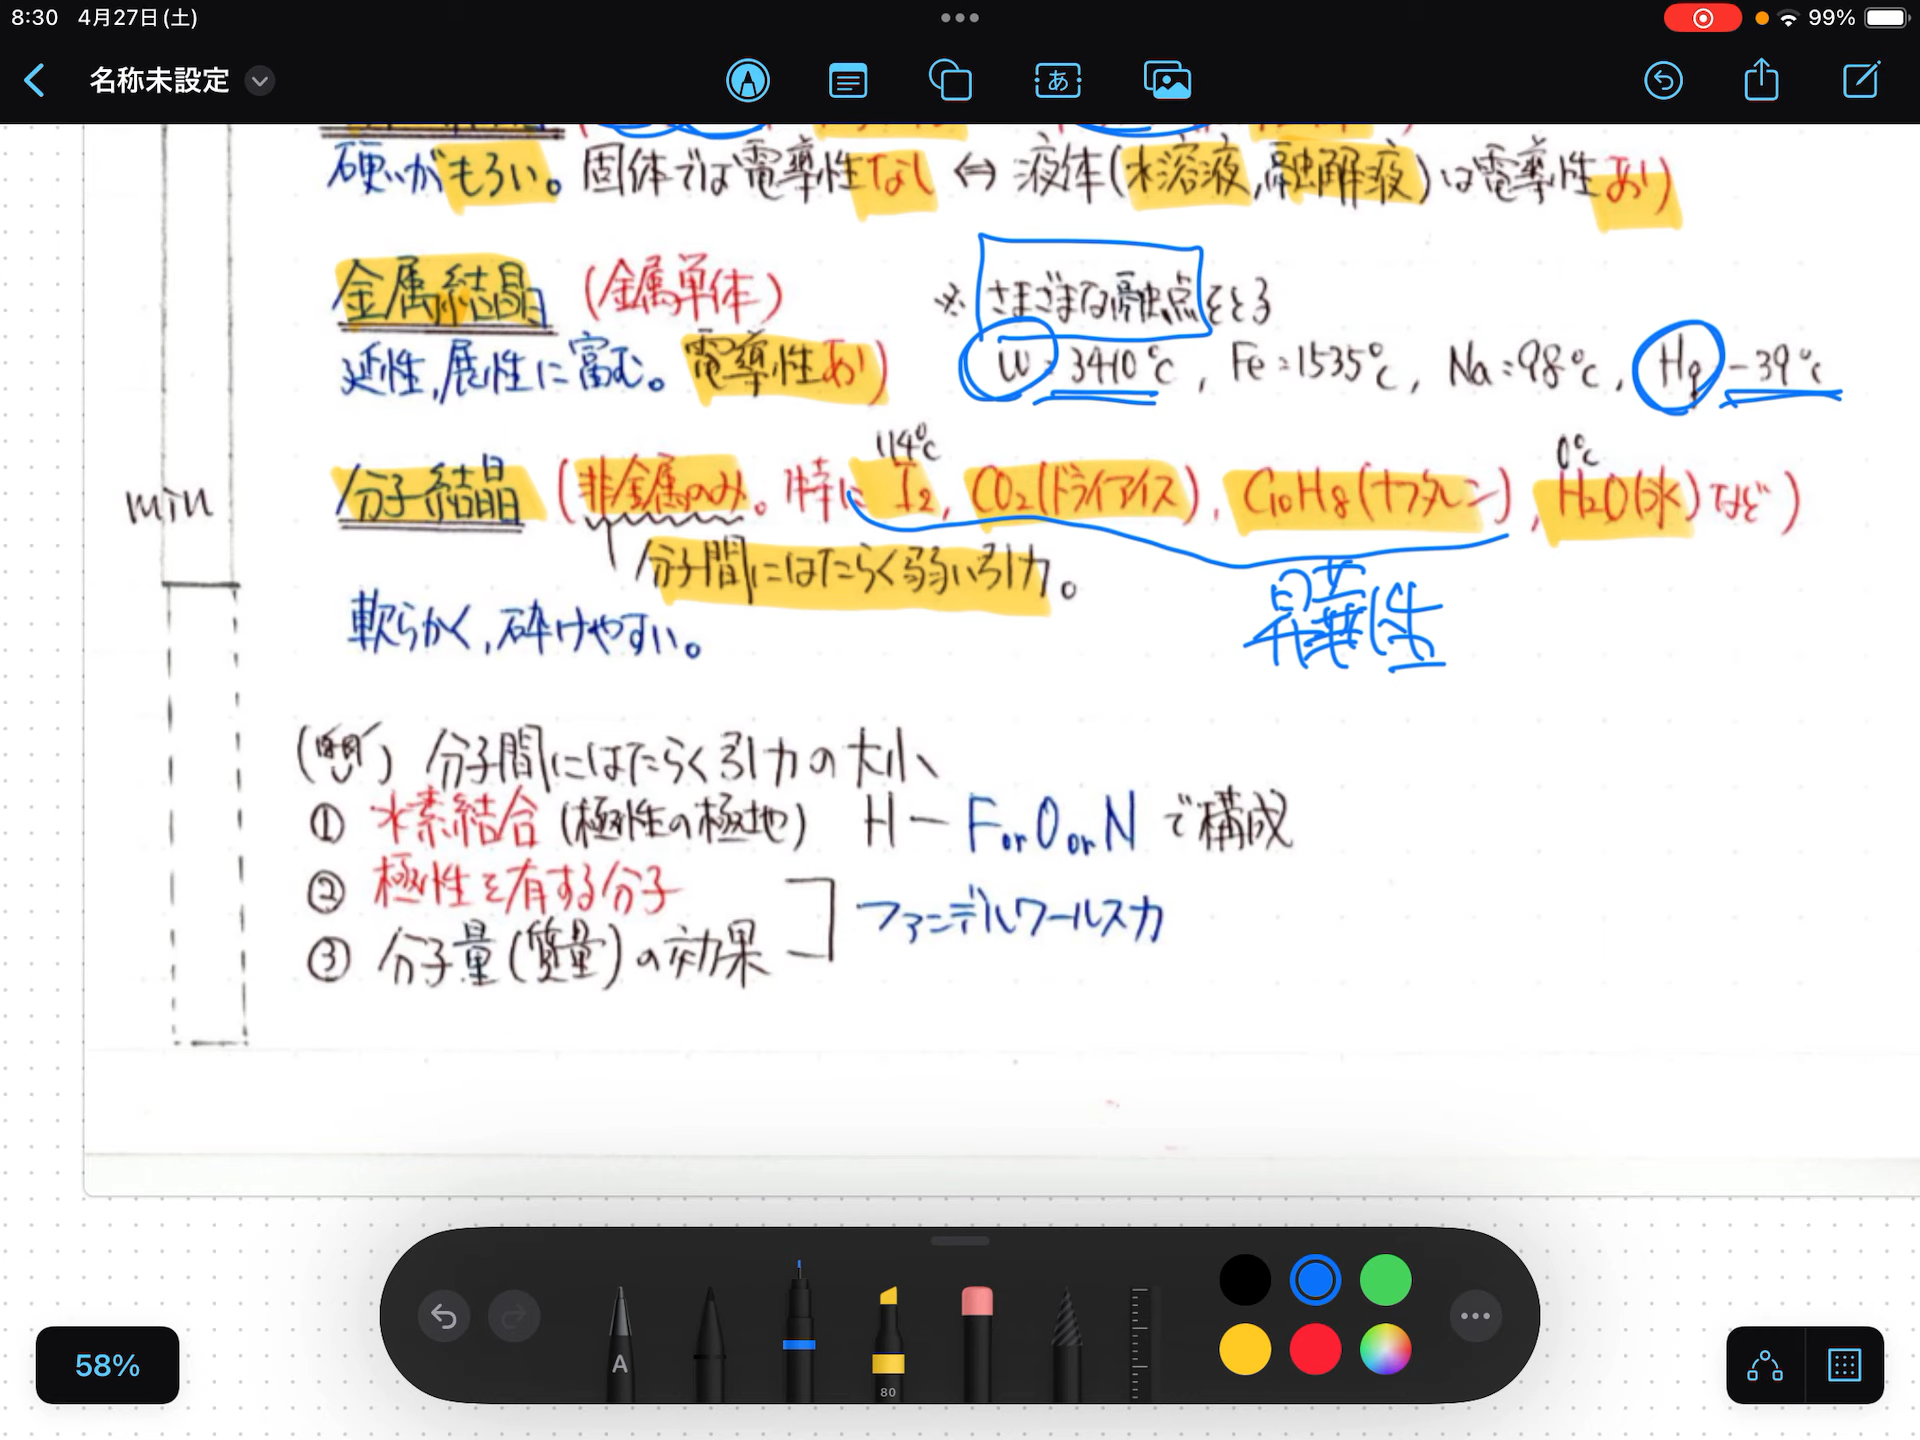 8:30 4月27日(土)
99%
名称未設定
あ
硬いがもろい。固体では電導性なし ⇔ 液体(水溶液,融解液)は電導性あり
金属結晶 (金属単体) ※ さまざまな融点をとる
延性,展性に富む。電導性あり W=3410℃, Fe=1535℃, Na=98℃, Hg -39℃
114℃ 0℃
分子結晶 (非金属のみ。特に I2, CO2(ドライアイス), C10H8(ナフタレン), H2O(氷)など)
min
分子間にはたらく弱い引力。
昇華性
軟らかく,砕けやすい。
分子間にはたらく引力の大小
① 水素結合 (極性の極地) H-F or O or N で構成
② 極性を有する分子
ファンデルワールス力
③ 分子量(質量)の効果
A
80
58%